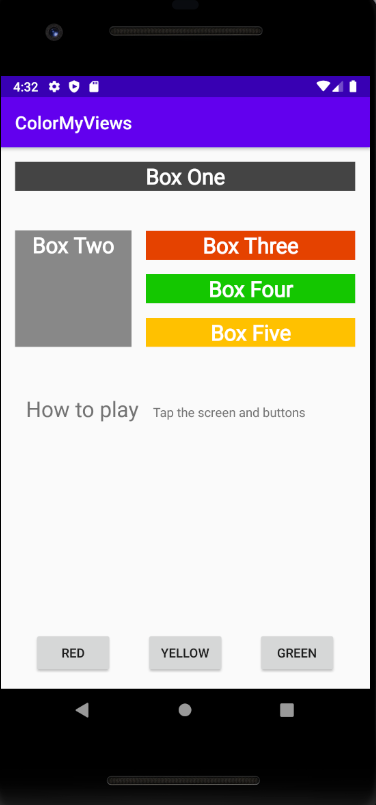 4:32
ColorMyViews
Box One
Box Two
Box Three
Box Four
Box Five
How to play Tap the screen and buttons
RED YELLOW GREEN